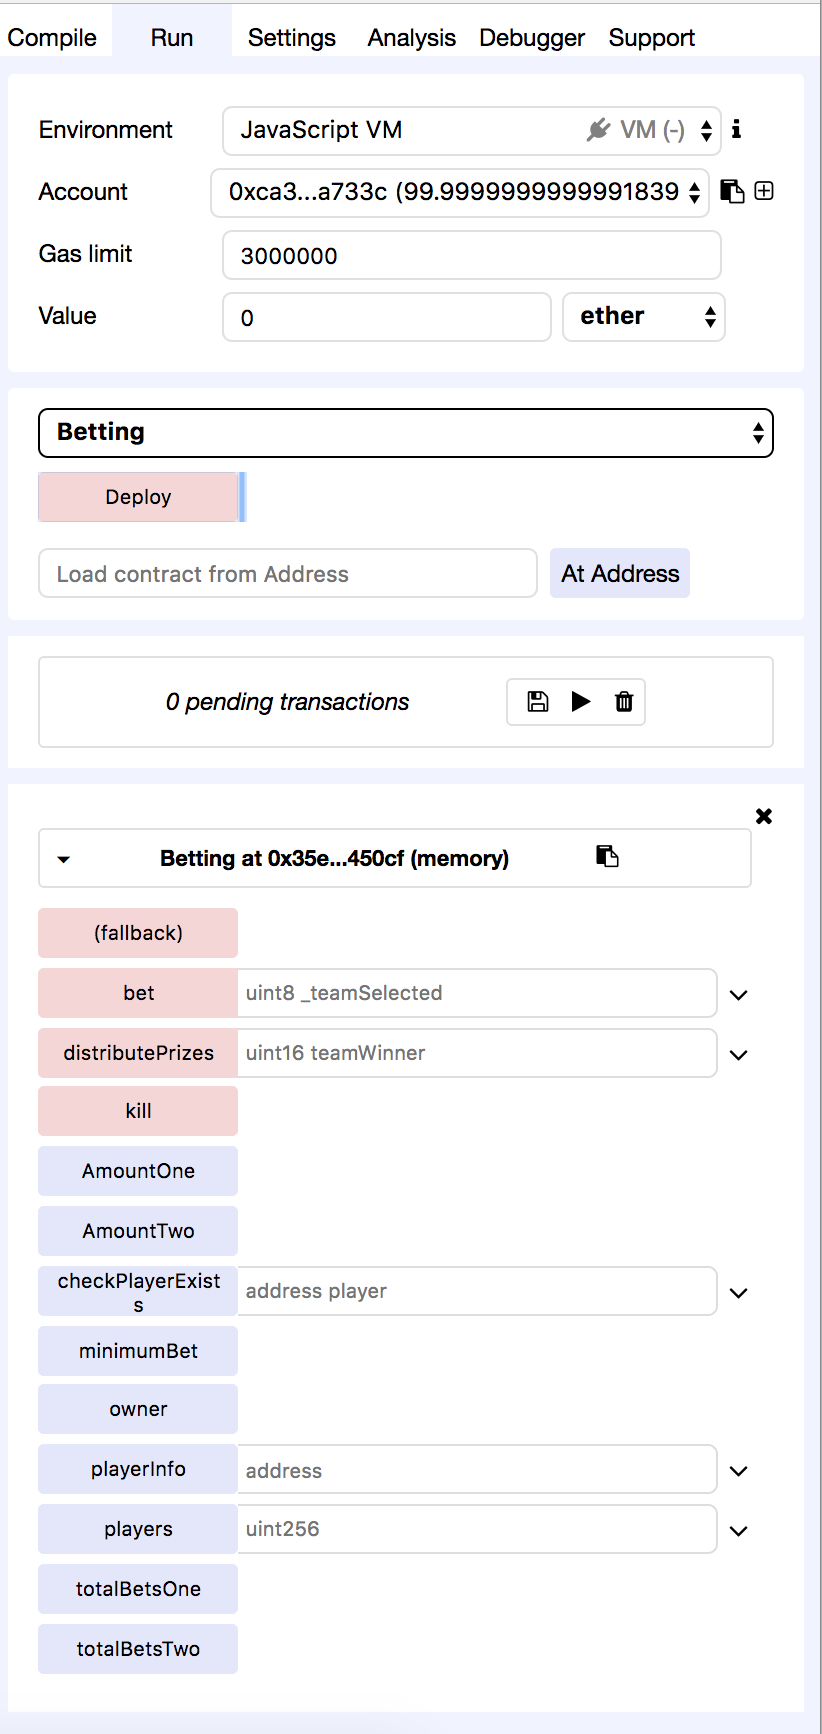 Compile Run Settings Analysis Debugger Support
Environment JavaScript VM VM (-)
Account 0xca3...a733c (99.9999999999991839
Gas limit 3000000
Value 0 ether
Betting
Deploy
Load contract from Address At Address
0 pending transactions
Betting at 0x35e...450cf (memory)
(fallback)
bet uint8 _teamSelected
distributePrizes uint16 teamWinner
kill
AmountOne
AmountTwo
checkPlayerExist
s
address player
minimumBet
owner
playerInfo address
players uint256
totalBetsOne
totalBetsTwo